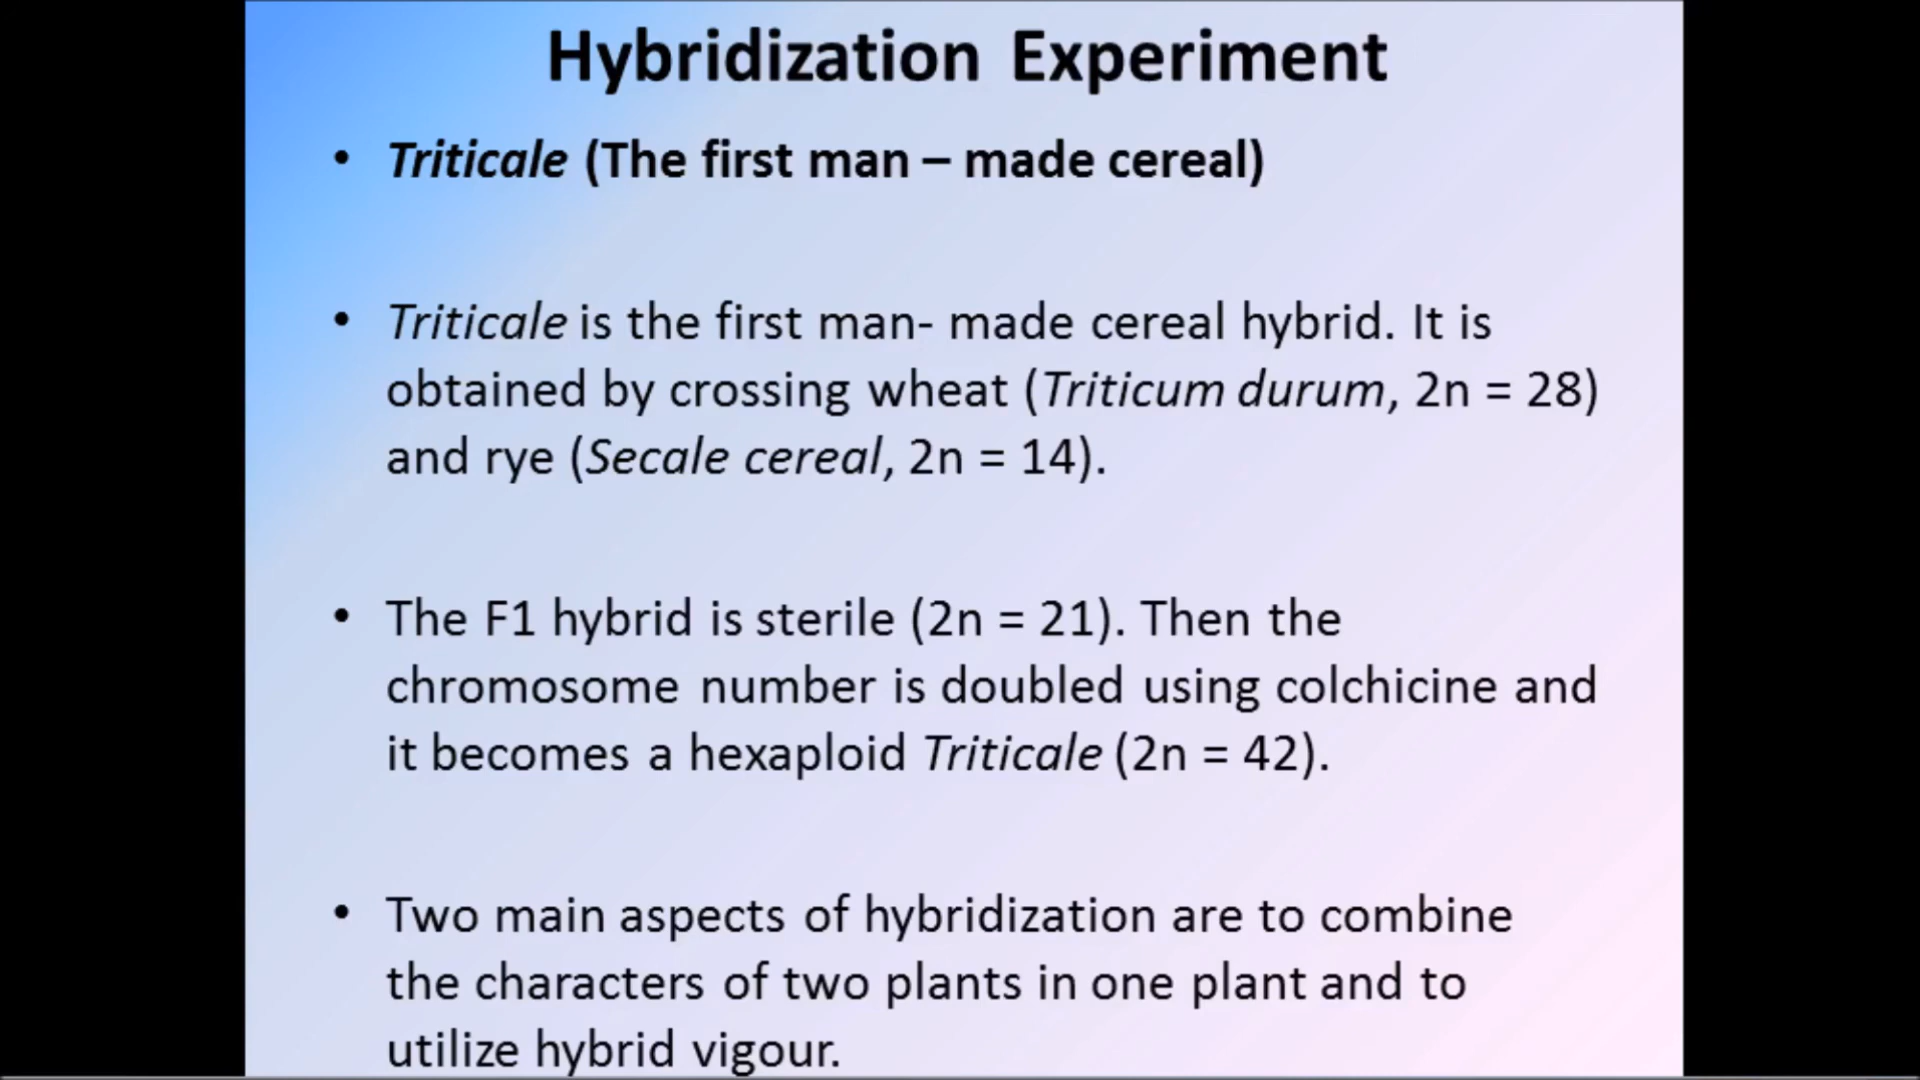 Hybridization Experiment
• Triticale (The first man – made cereal)
• Triticale is the first man- made cereal hybrid. It is
obtained by crossing wheat (Triticum durum, 2n = 28)
and rye (Secale cereal, 2n = 14).
• The F1 hybrid is sterile (2n = 21). Then the
chromosome number is doubled using colchicine and
it becomes a hexaploid Triticale (2n = 42).
• Two main aspects of hybridization are to combine
the characters of two plants in one plant and to
utilize hybrid vigour.